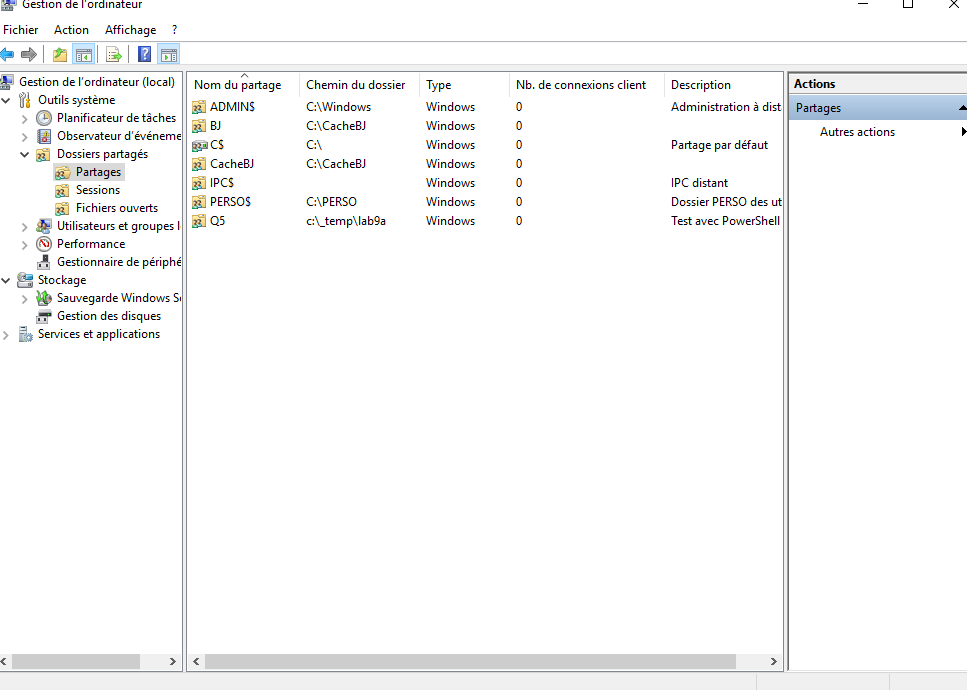 Gestion de l'ordinateur
Fichier Action Affichage ?
Gestion de l'ordinateur (local)
Outils système
Planificateur de tâches
Observateur d'événeme
Dossiers partagés
Partages
Sessions
Fichiers ouverts
Utilisateurs et groupes l
Performance
Gestionnaire de périphé
Stockage
Sauvegarde Windows Se
Gestion des disques
Services et applications
Nom du partage Chemin du dossier Type Nb. de connexions client Description
ADMIN$ C:\Windows Windows 0 Administration à dist
BJ C:\CacheBJ Windows 0
C$ C:\ Windows 0 Partage par défaut
CacheBJ C:\CacheBJ Windows 0
IPC$ Windows 0 IPC distant
PERSO$ C:\PERSO Windows 0 Dossier PERSO des ut
Q5 c:\_temp\lab9a Windows 0 Test avec PowerShell
Actions
Partages
Autres actions